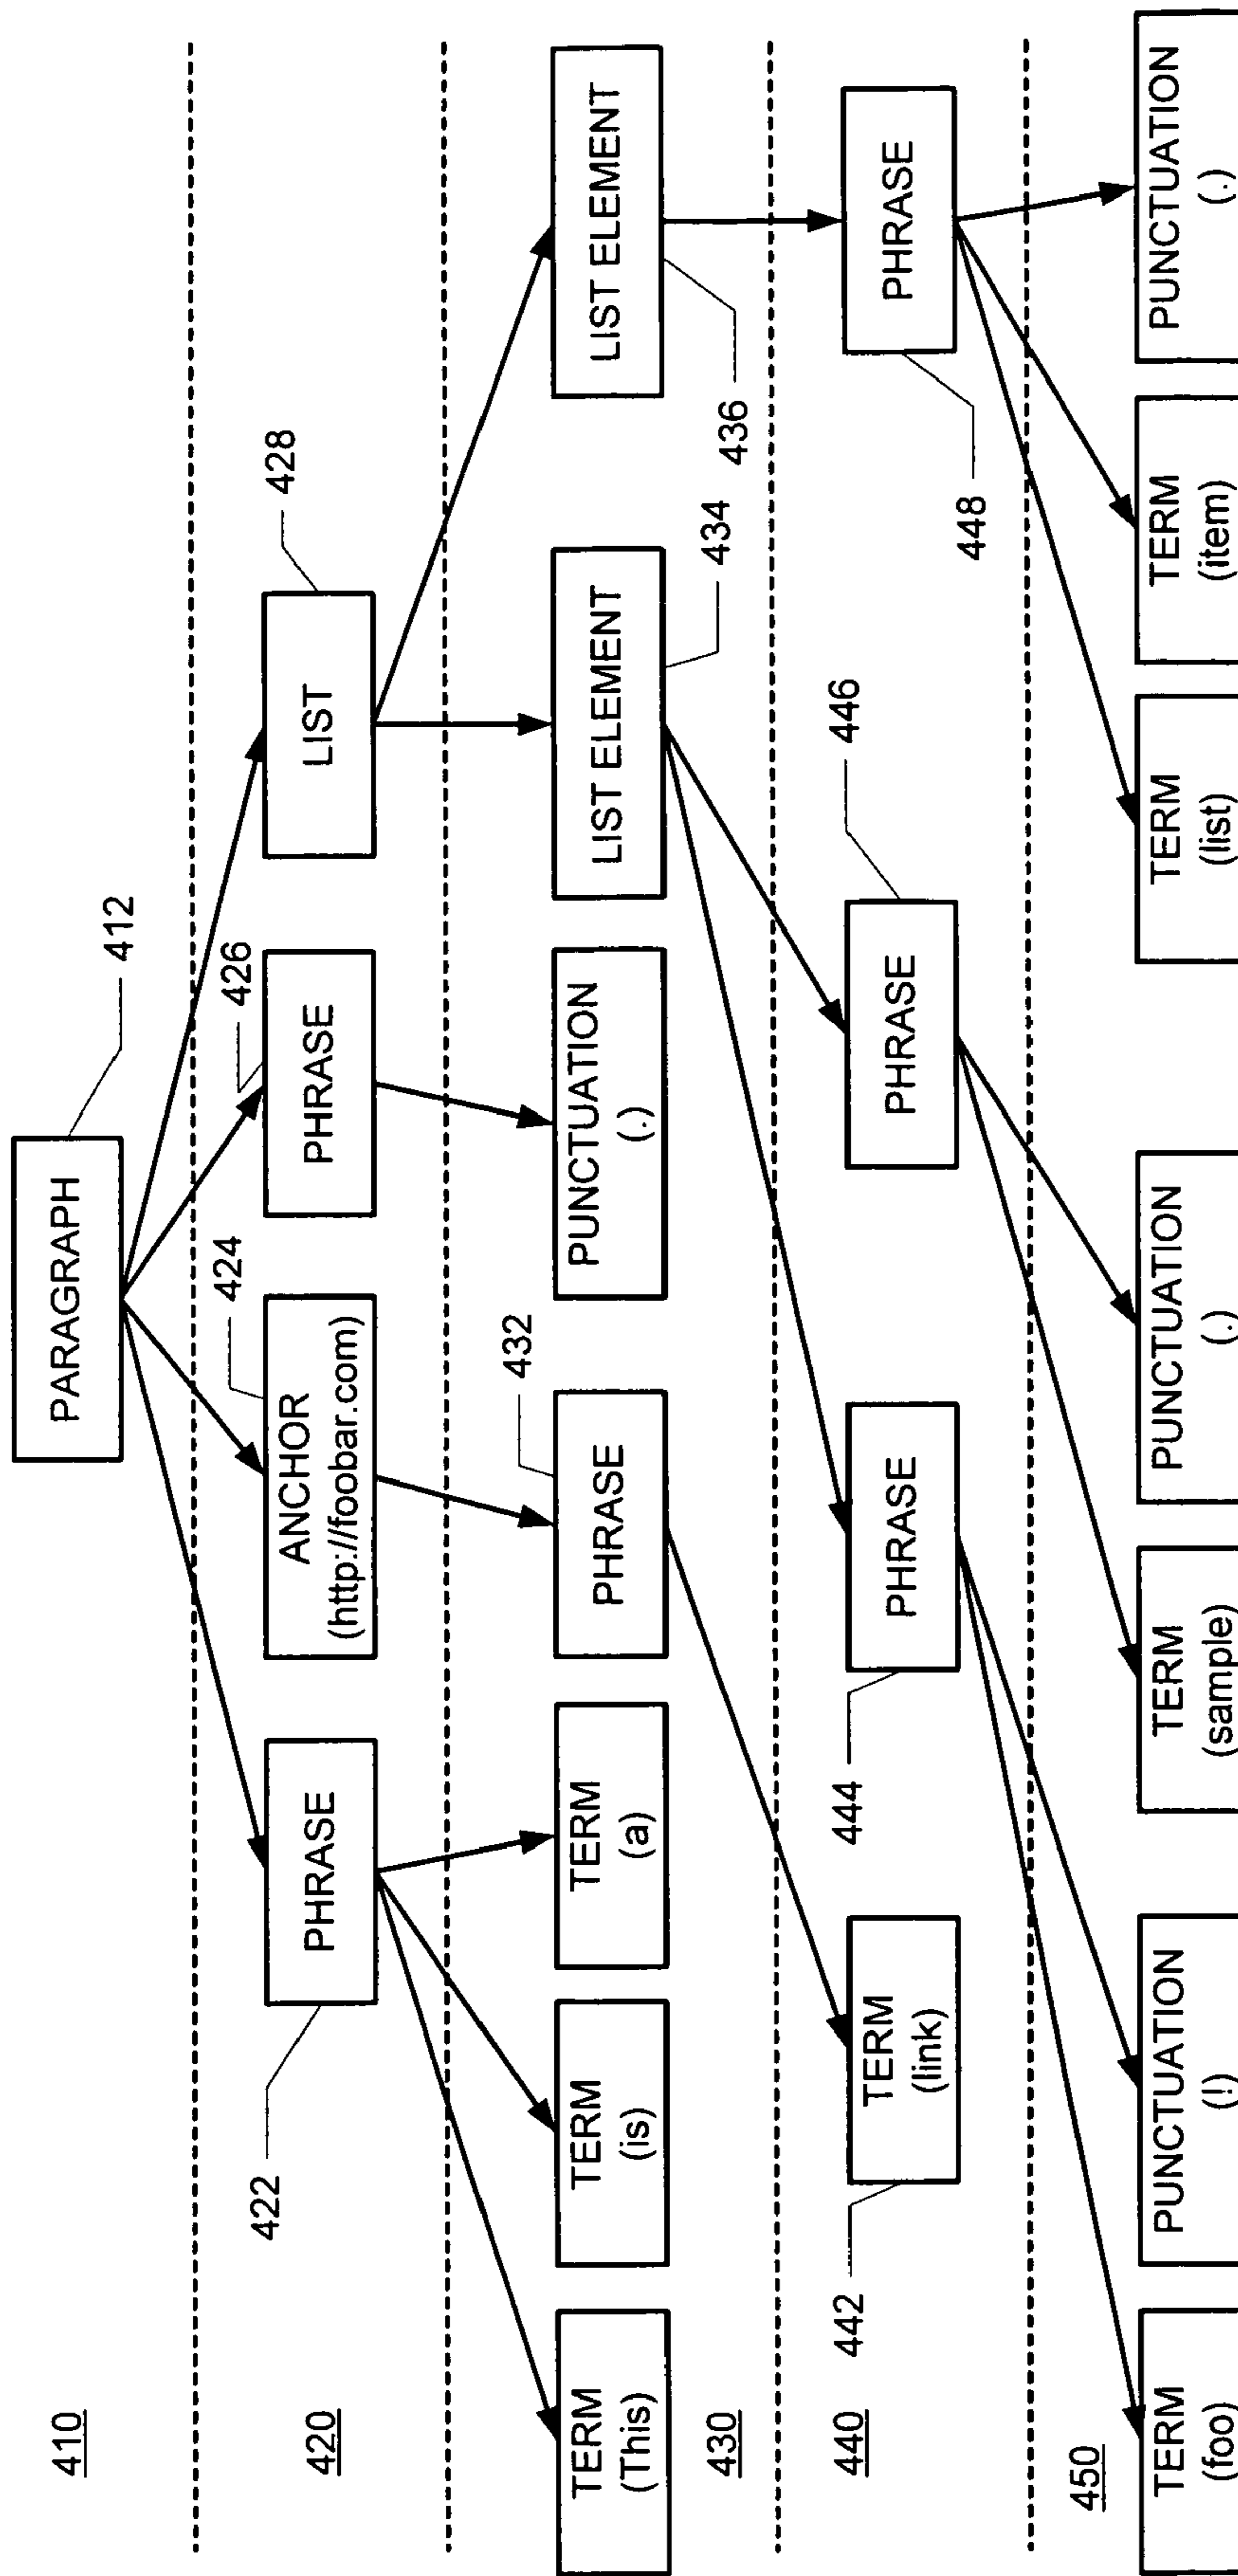 410
PARAGRAPH
412
420
422
PHRASE
ANCHOR
(http://foobar.com)
424
PHRASE
426
LIST
428
430
TERM
(This)
TERM
(is)
TERM
(a)
PHRASE
432
PUNCTUATION
(.)
LIST ELEMENT
434
LIST ELEMENT
436
440
442
TERM
(link)
444
PHRASE
PHRASE
446
PHRASE
448
450
TERM
(foo)
PUNCTUATION
(!)
TERM
(sample)
PUNCTUATION
(.)
TERM
(list)
TERM
(item)
PUNCTUATION
(.)